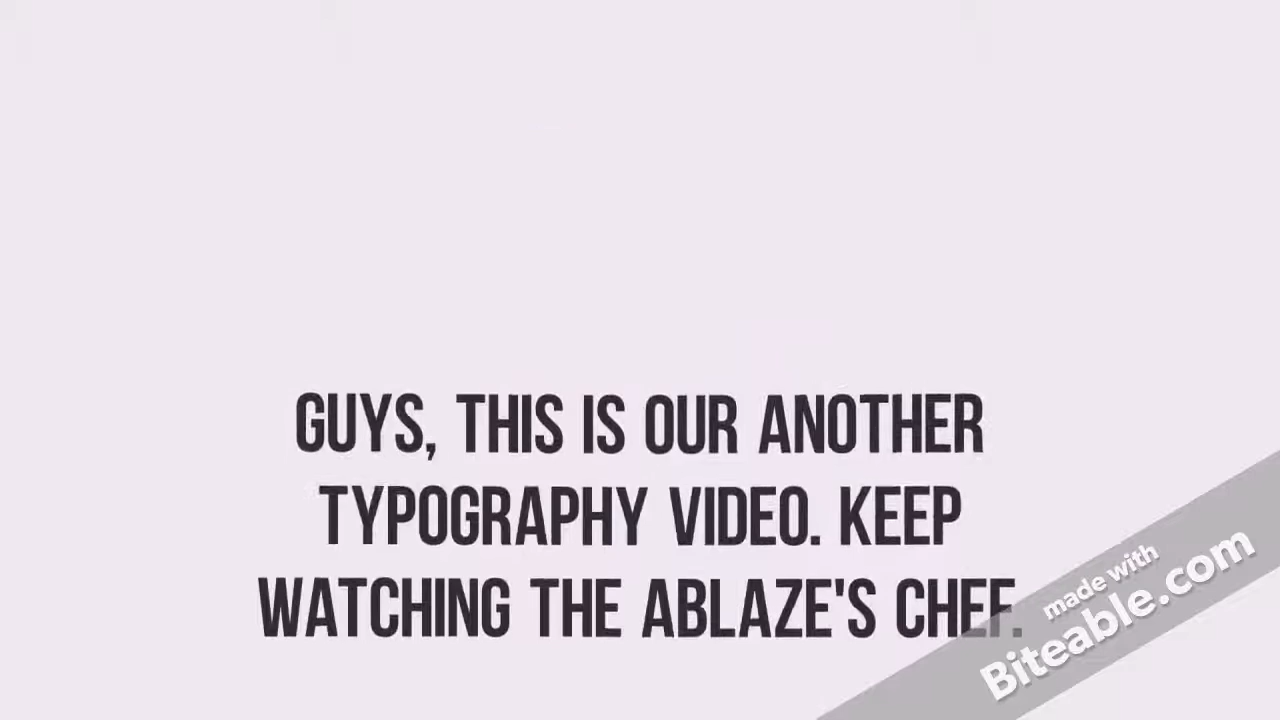 GUYS, THIS IS OUR ANOTHER
TYPOGRAPHY VIDEO. KEEP
WATCHING THE ABLAZE'S CHEF.
made with
Biteable.com